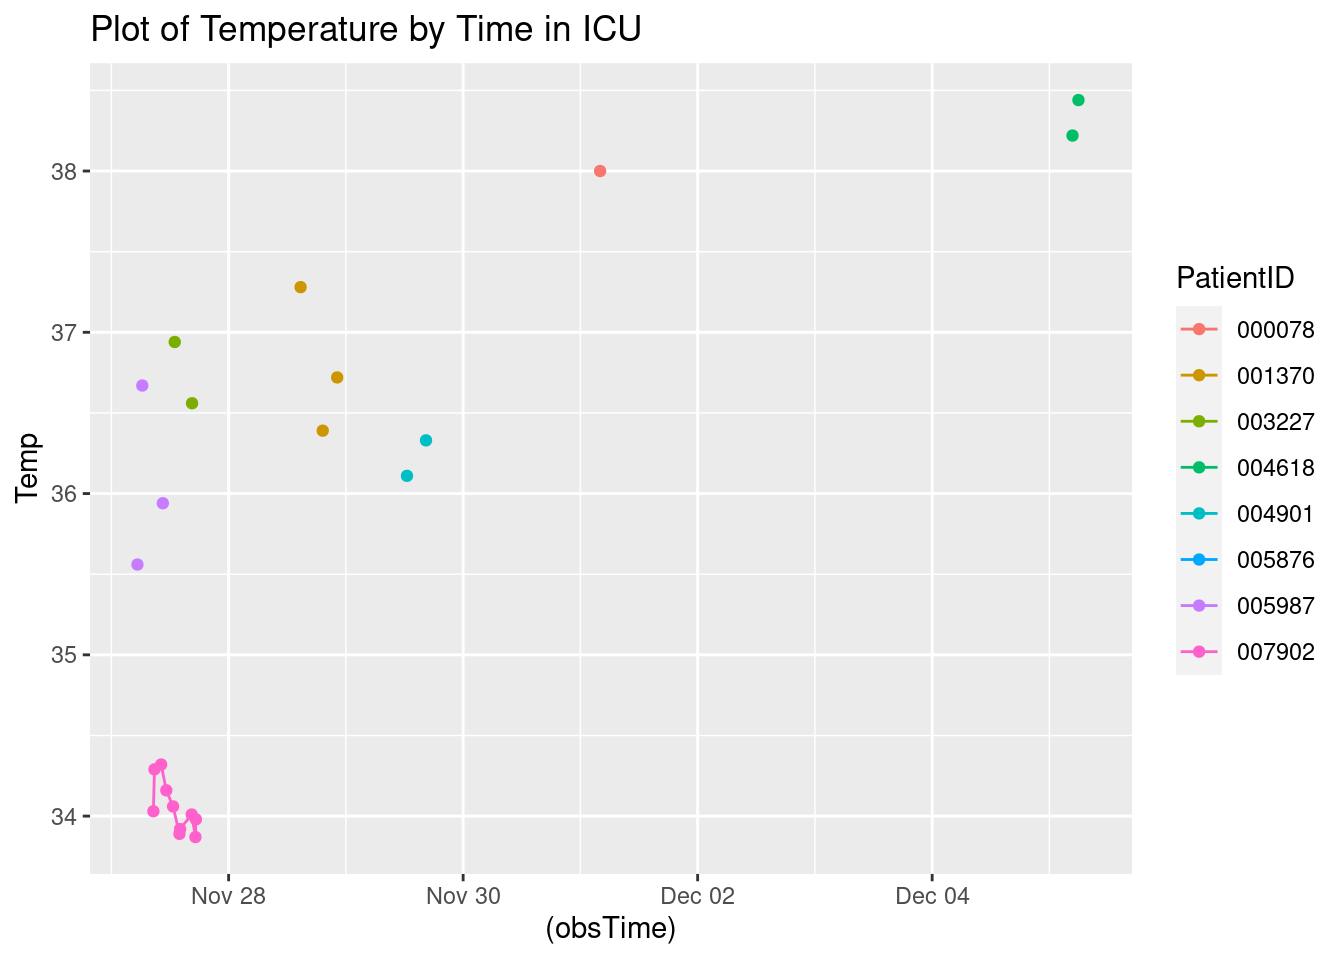 Plot of Temperature by Time in ICU
38
37
36
35
34
Temp
Nov 28
Nov 30
Dec 02
Dec 04
(obsTime)
PatientID
000078
001370
003227
004618
004901
005876
005987
007902